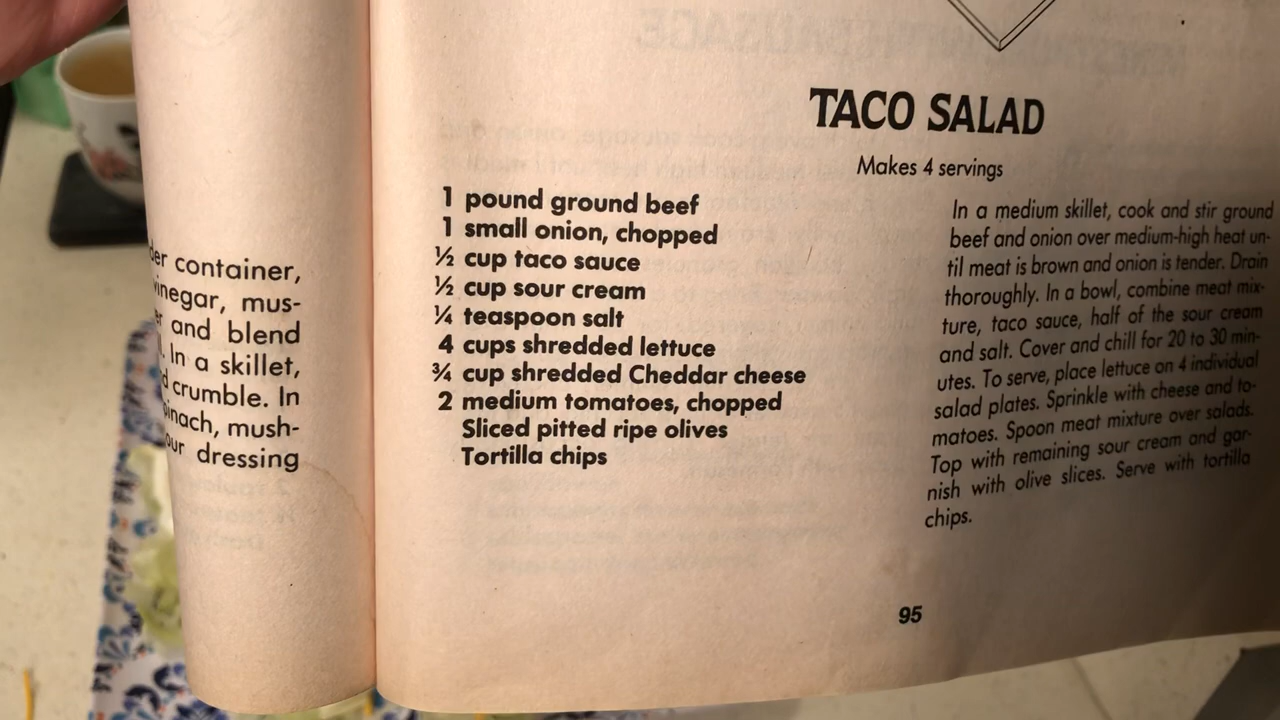 der container,
vinegar, mus-
er and blend
. In a skillet,
d crumble. In
inach, mush-
our dressing
TACO SALAD
Makes 4 servings
1 pound ground beef
1 small onion, chopped
½ cup taco sauce
½ cup sour cream
¼ teaspoon salt
4 cups shredded lettuce
¾ cup shredded Cheddar cheese
2 medium tomatoes, chopped
Sliced pitted ripe olives
Tortilla chips
In a medium skillet, cook and stir ground
beef and onion over medium-high heat un-
til meat is brown and onion is tender. Drain
thoroughly. In a bowl, combine meat mix-
ture, taco sauce, half of the sour cream
and salt. Cover and chill for 20 to 30 min-
utes. To serve, place lettuce on 4 individual
salad plates. Sprinkle with cheese and to-
matoes. Spoon meat mixture over salads.
Top with remaining sour cream and gar-
nish with olive slices. Serve with tortilla
chips.
95